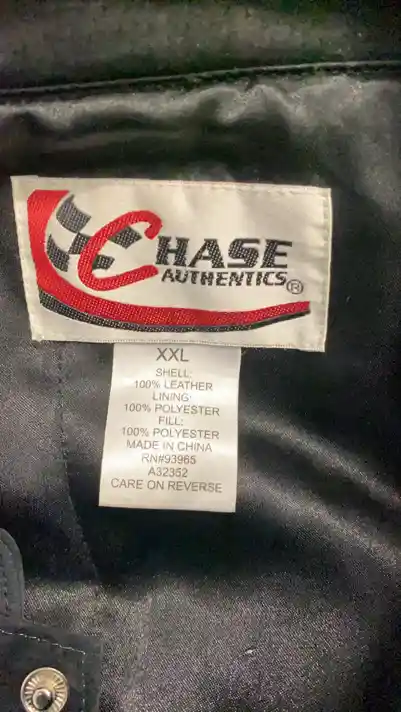 CHASE
AUTHENTICS®
XXL
SHELL:
100% LEATHER
LINING:
100% POLYESTER
FILL:
100% POLYESTER
MADE IN CHINA
RN#93965
A32352
CARE ON REVERSE